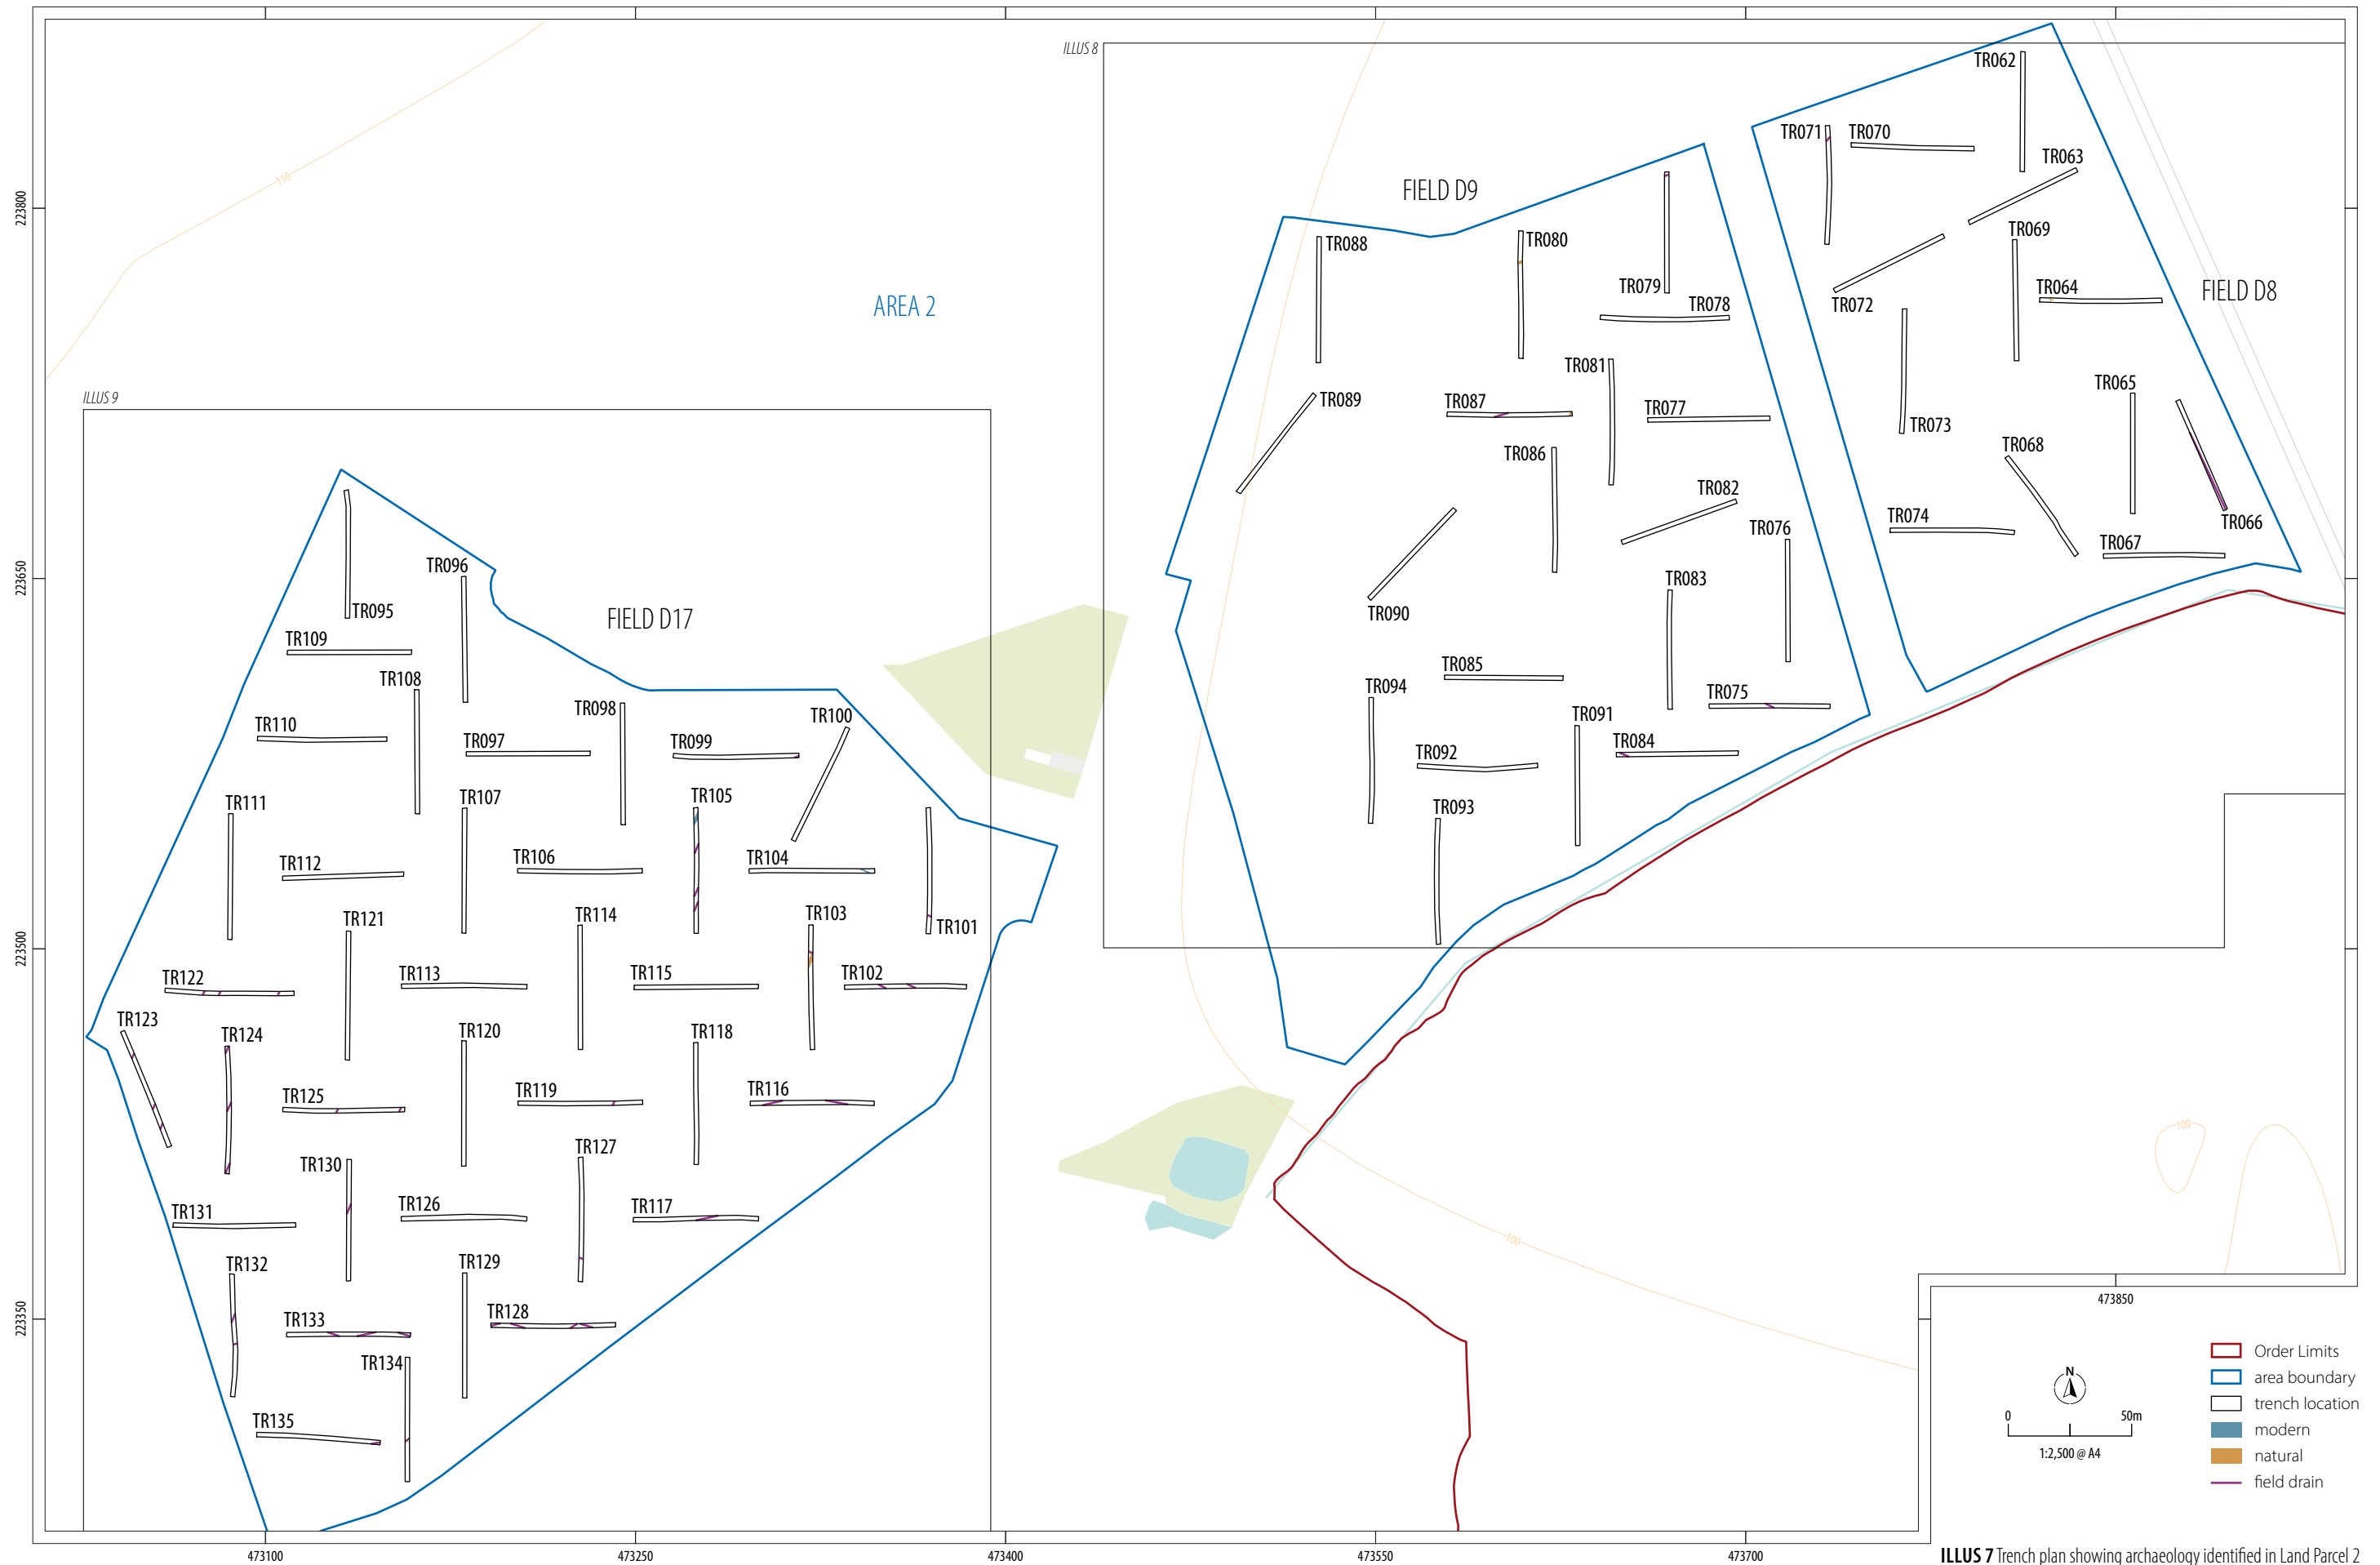 ILLUS 8
TR062
TR071
TR070
TR063
110
FIELD D9
223800
TR088
TR080
TR069
TR079
TR064
FIELD D8
AREA 2
TR078
TR072
TR081
TR065
ILLUS 9
TR089
TR087
TR077
TR073
TR086
TR068
TR082
TR074
TR066
TR076
TR067
223650
TR096
TR083
TR095
FIELD D17
TR090
TR109
TR108
TR085
TR094
TR075
TR098
TR100
TR091
TR110
TR097
TR099
TR084
TR092
TR111
TR107
TR105
TR093
TR112
TR106
TR104
TR121
TR114
TR103
TR101
223500
TR122
TR113
TR115
TR102
TR123
TR124
TR120
TR118
TR125
TR119
TR116
100
TR127
TR130
TR131
TR126
TR117
100
TR132
TR129
473850
TR133
TR128
223350
TR134
TR135
Order Limits
area boundary
trench location
modern
natural
field drain
N
0 50m
1:2,500 @ A4
473100
473250
473400
473550
473700
ILLUS 7 Trench plan showing archaeology identified in Land Parcel 2